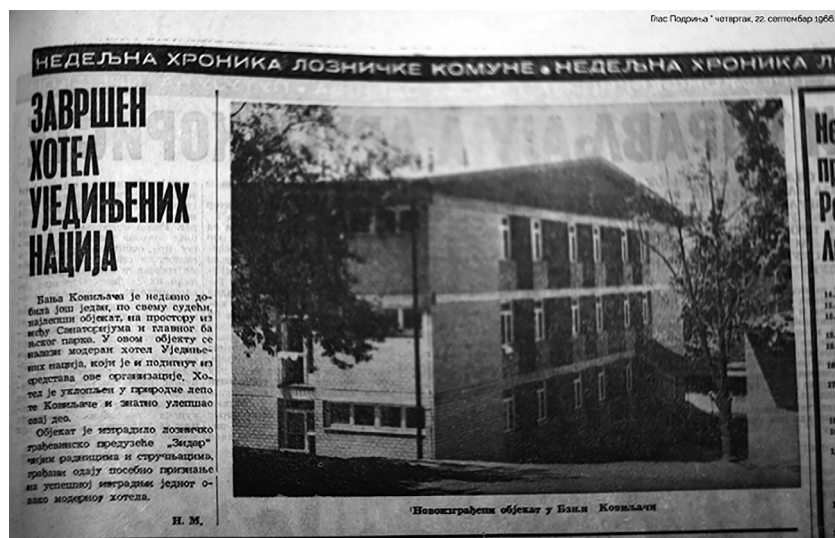 Глас Подриња * четвртак, 22. септембар 1966.
НЕДЕЉНА ХРОНИКА ЛОЗНИЧКЕ КОМУНЕ • НЕДЕЉНА ХРОНИКА
ЗАВРШЕН
ХОТЕЛ
УЈЕДИЊЕНИХ
НАЦИЈА
Бања Ковиљача је недавно до-
била још један, по свему судећи,
најлепши објекат, на простору из
међу Санаторијума и главног ба
њског парка. У овом објекту се
налази модеран хотел Уједиње-
них нација, који је и подигнут из
средстава ове организације. Хо-
тел је уклопљен у природче лепо
те Ковиљаче и знатно улепшао
овај део.
Објекат је изградило лозничко
грађевинско предузеће „Зидар"
чијим радницима и стручњацима,
грађани одају посебно признање
на успешној изградњи једног о-
вако модерног хотела.
Н. М.
Новоизграђени објекат у Бањи Ковиљачи